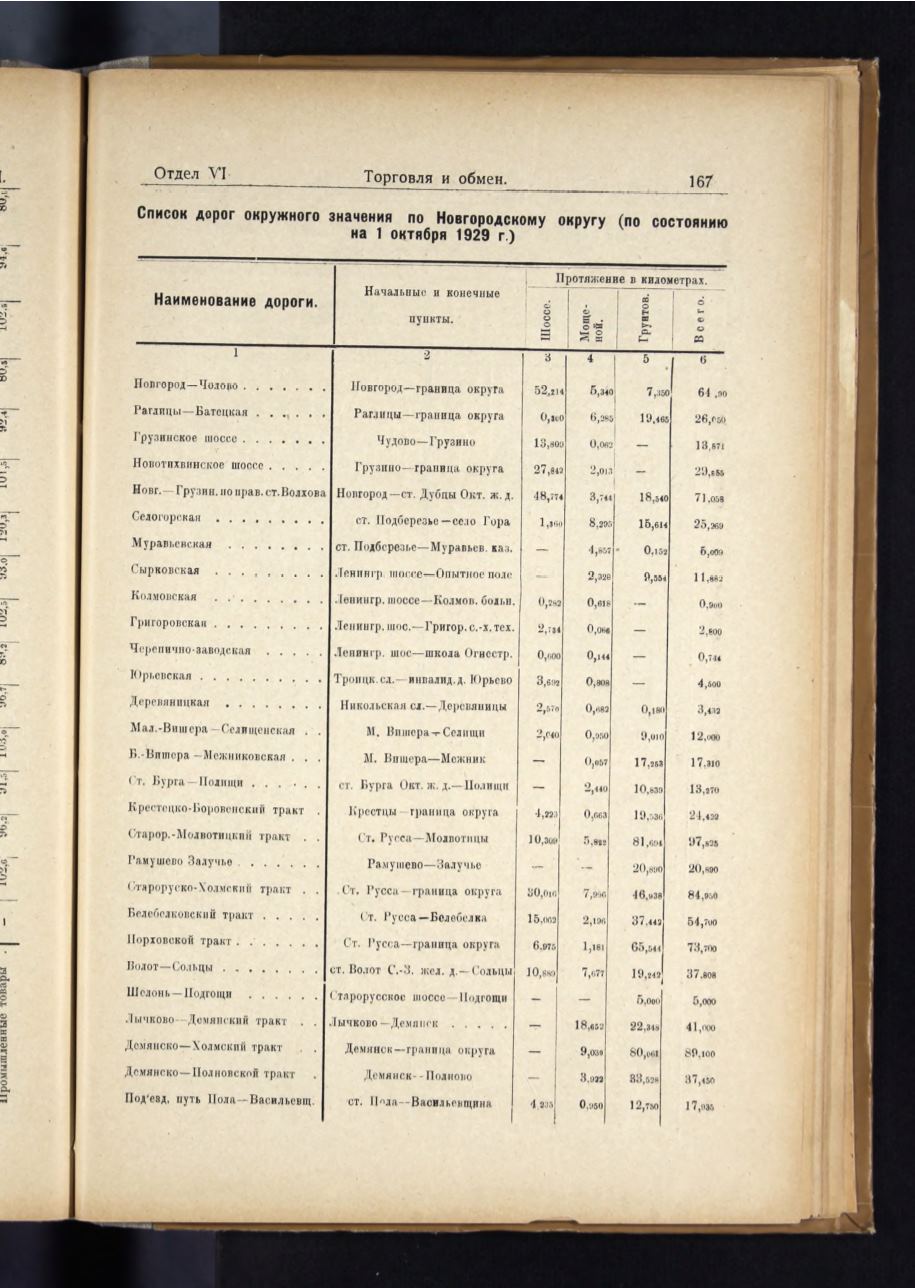 Отдел VI Торговля и обмен. 167
Список дорог окружного значения по Новгородскому округу (по состоянию
на 1 октября 1929 г.)
Наименование дороги. Начальные и конечные пункты. Протяжение в километрах.
Шоссе. Моще-ной. Грунтов. Всего.
1 2 3 4 5 6
Новгород—Чолово . . . . . . . Новгород—граница округа 52,214 5,340 7,350 64
Раглицы—Батецкая . . . . . . Раглицы—граница округа 0,300 6,285 19,465 26,050
Грузинское шоссе . . . . . . . Чудово—Грузино 13,809 0,062 — 13,871
Новотихвинское шоссе . . . . . Грузино—граница округа 27,842 2,013 — 29,855
Новг.—Грузин. по прав. ст. Волхова Новгород—ст. Дубцы Окт. ж. д. 48,774 3,744 18,540 71,058
Селогорская . . . . . . . . . ст. Подберезье—село Гора 1,360 8,295 15,614 25,269
Муравьевская . . . . . . . . ст. Подберезье—Муравьев. каз. — 4,857 0,152 5,009
Сырковская . . . . . . . . . Ленингр. шоссе—Опытное поле — 2,328 9,554 11,882
Колмовская . . . . . . . . . Ленингр. шоссе—Колмов. больн. 0,282 0,618 — 0,900
Григоровская . . . . . . . . . Ленингр. шос.—Григор. с.-х. тех. 2,734 0,066 — 2,800
Черепично-заводская . . . . . Ленингр. шос—школа Огнестр. 0,600 0,144 — 0,744
Юрьевская . . . . . . . . . . Троицк. сл.—инвалид. д. Юрьево 3,692 0,808 — 4,500
Деревяницкая . . . . . . . . Никольская сл.—Деревяницы 2,570 0,682 0,180 3,432
Мал.-Вишера—Селищенская . . М. Вишера—Селищи 2,040 0,950 9,010 12,000
Б.-Вишера—Межниковская . . . М. Вишера—Межник — 0,057 17,253 17,310
Ст. Бурга—Полищи . . . . . . ст. Бурга Окт. ж. д.—Полищи — 2,440 10,830 13,270
Крестецко-Боровенский тракт . Крестцы—граница округа 4,223 0,663 19,536 24,422
Старор.-Молвотицкий тракт . . Ст. Русса—Молвотицы 10,309 5,822 81,694 97,825
Рамушево Залучье . . . . . . . Рамушево—Залучье — — 20,890 20,890
Староруско-Холмский тракт . . Ст. Русса—граница округа 30,016 7,996 46,938 84,950
Белебелковский тракт . . . . . Ст. Русса—Белебелка 15,062 2,196 37,442 54,700
Порховской тракт . . . . . . . Ст. Русса—граница округа 6,975 1,181 65,544 73,700
Волот—Сольцы . . . . . . . . ст. Волот С.-З. жел. д.—Сольцы 10,889 7,677 19,242 37,808
Шелонь—Подгощи . . . . . . Старорусское шоссе—Подгощи — — 5,000 5,000
Лычково—Демянский тракт . . Лычково—Демянск . . . . . — 18,652 22,348 41,000
Демянско—Холмский тракт . . Демянск—граница округа — 9,039 80,061 89,100
Демянско—Полновской тракт . Демянск--Полново — 3,922 33,528 37,450
Под'езд. путь Пола—Васильевщ. ст. Пола--Васильевщина 4,235 0,950 12,750 17,935
Промышленные товары